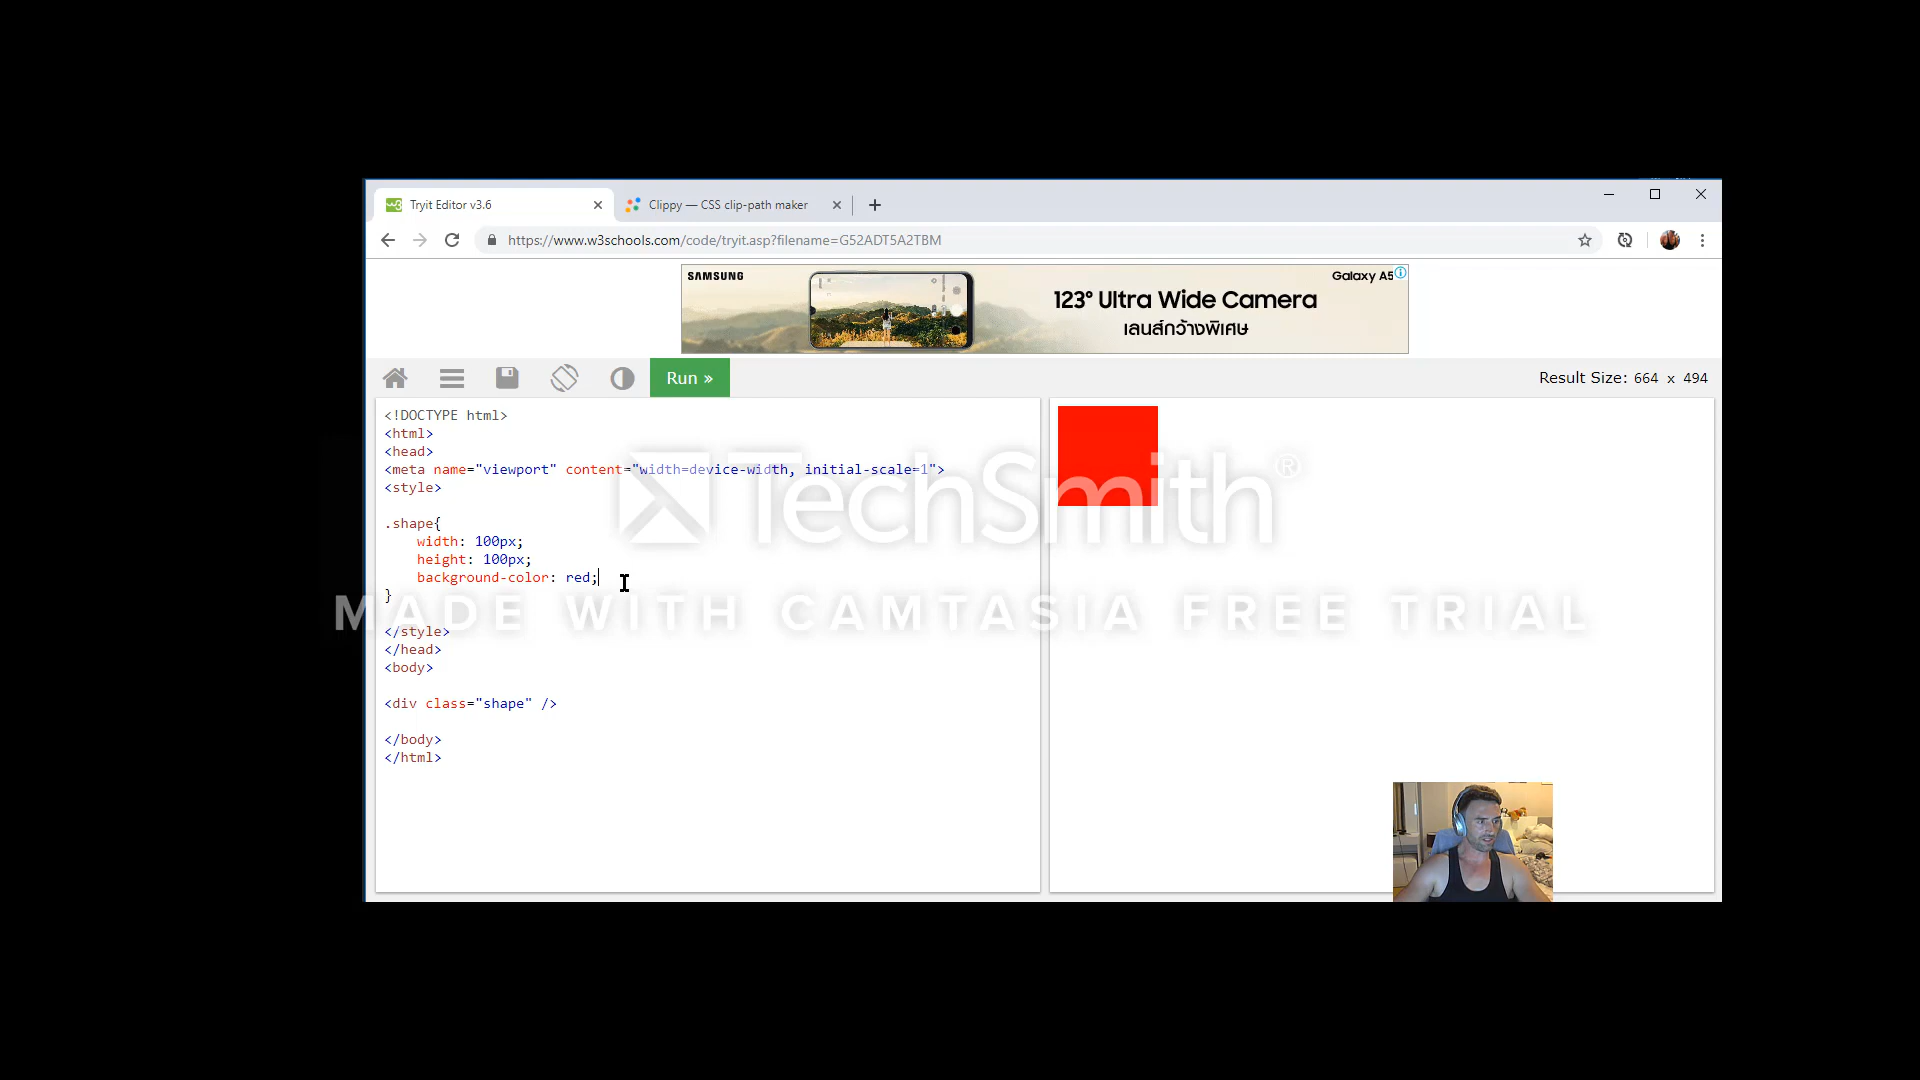 Tryit Editor v3.6
Clippy — CSS clip-path maker
https://www.w3schools.com/code/tryit.asp?filename=G52ADT5A2TBM
SAMSUNG
Galaxy A5
123° Ultra Wide Camera
เลนส์กว้างพิเศษ
Run »
Result Size: 664 x 494
<!DOCTYPE html>
<html>
<head>
<meta name="viewport" content="width=device-width, initial-scale=1">
<style>
.shape{
width: 100px;
height: 100px;
background-color: red;
}
</style>
</head>
<body>
<div class="shape" />
</body>
</html>
TechSmith®
MADE WITH CAMTASIA FREE TRIAL